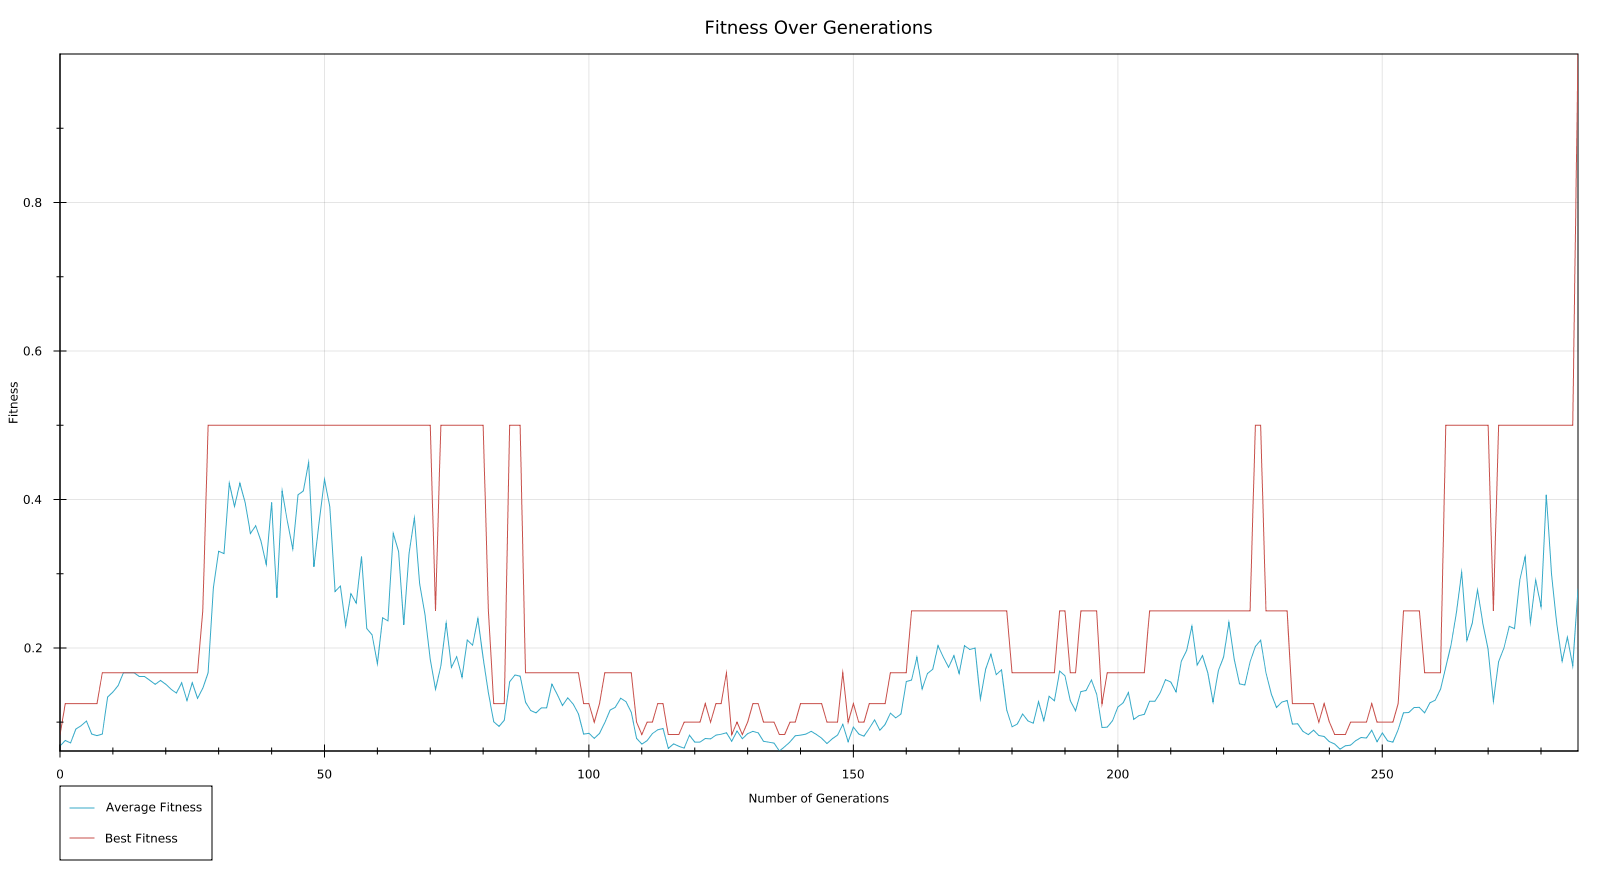 Fitness Over Generations
0.8
0.6
Fitness
0.4
0.2
0 50 100 150 200 250
Number of Generations
Average Fitness
Best Fitness